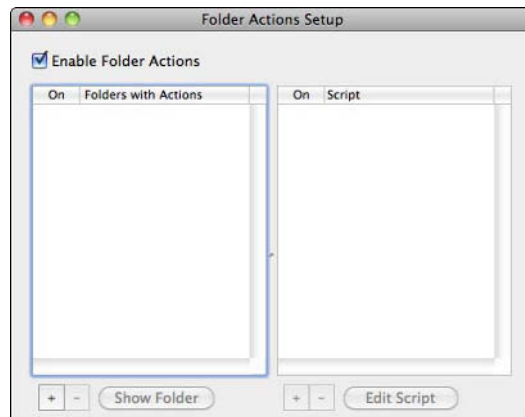 Folder Actions Setup
Enable Folder Actions
On Folders with Actions
On Script
+ - Show Folder
+ - Edit Script